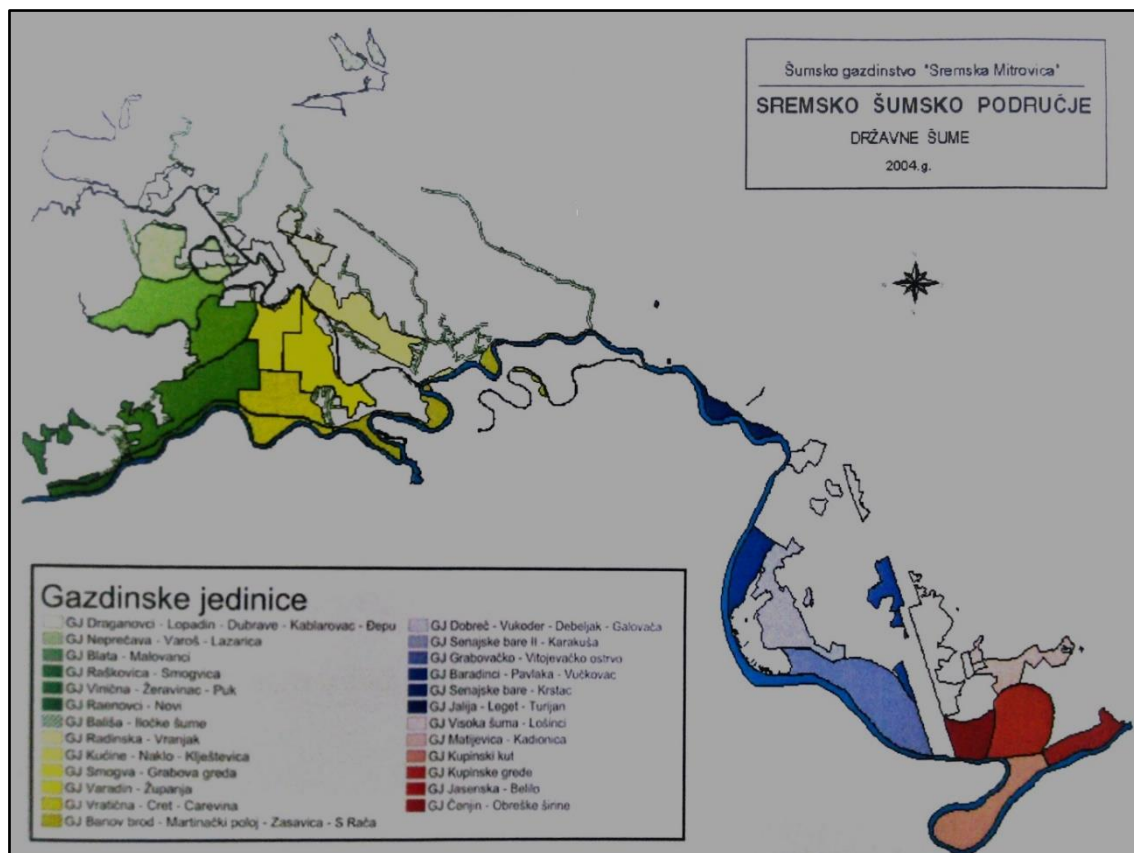 Šumsko gazdinstvo "Sremska Mitrovica"
SREMSKO ŠUMSKO PODRUČJE
DRŽAVNE ŠUME
2004.g.
Gazdinske jedinice
GJ Draganovci - Lopadin - Dubrave - Kablarovac - Đepu
GJ Neprečava - Varoš - Lazarica
GJ Blata - Malovanci
GJ Raškovica - Smogvica
GJ Vinična - Žeravinac - Puk
GJ Raenovci - Novi
GJ Bališa - Iločke šume
GJ Radinska - Vranjak
GJ Kućine - Naklo - Klještevica
GJ Smogva - Grabova greda
GJ Varadin - Županja
GJ Vratična - Cret - Carevina
GJ Banov brod - Martinački poloj - Zasavica - S Rača
GJ Dobreč - Vukoder - Debeljak - Galovača
GJ Senajske bare II - Karakuša
GJ Grabovačko - Vitojevačko ostrvo
GJ Baradinci - Pavlaka - Vučkovac
GJ Senajske bare - Krstac
GJ Jalija - Leget - Turijan
GJ Visoka šuma - Lošinci
GJ Matijevica - Kadionica
GJ Kupinski kut
GJ Kupinske grede
GJ Jasenska - Belilo
GJ Čenjin - Obreške širine